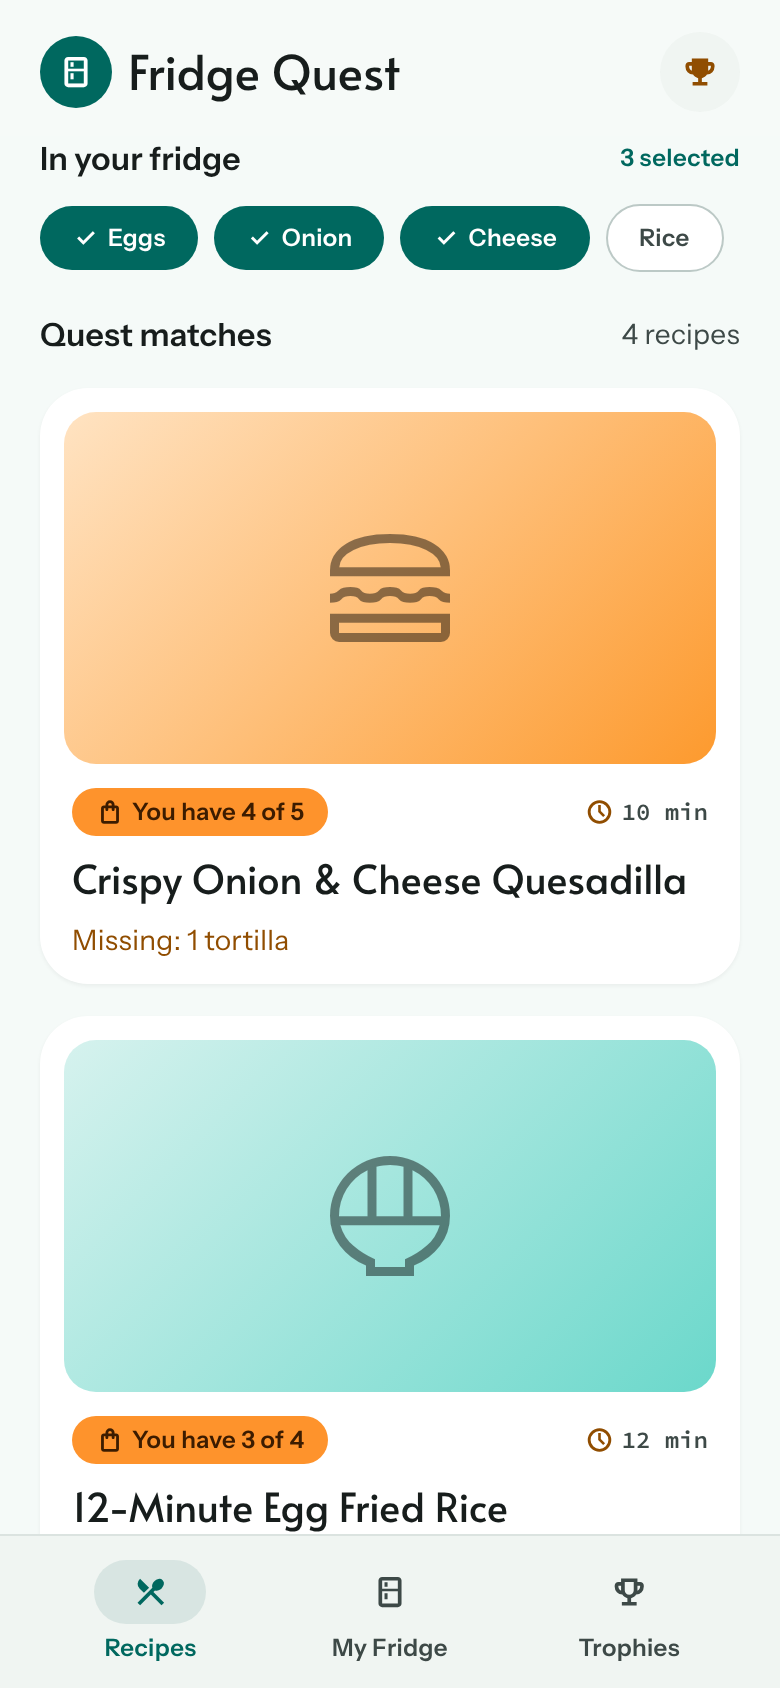 Fridge Quest
In your fridge
3 selected
Eggs
Onion
Cheese
Rice
Quest matches
4 recipes
You have 4 of 5
10 min
Crispy Onion & Cheese Quesadilla
Missing: 1 tortilla
You have 3 of 4
12 min
12-Minute Egg Fried Rice
Recipes
My Fridge
Trophies